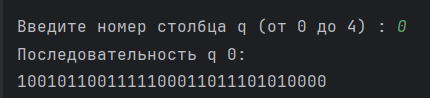 Введите номер столбца q (от 0 до 4) : 0
Последовательность q 0:
1001011001111100011011101010000